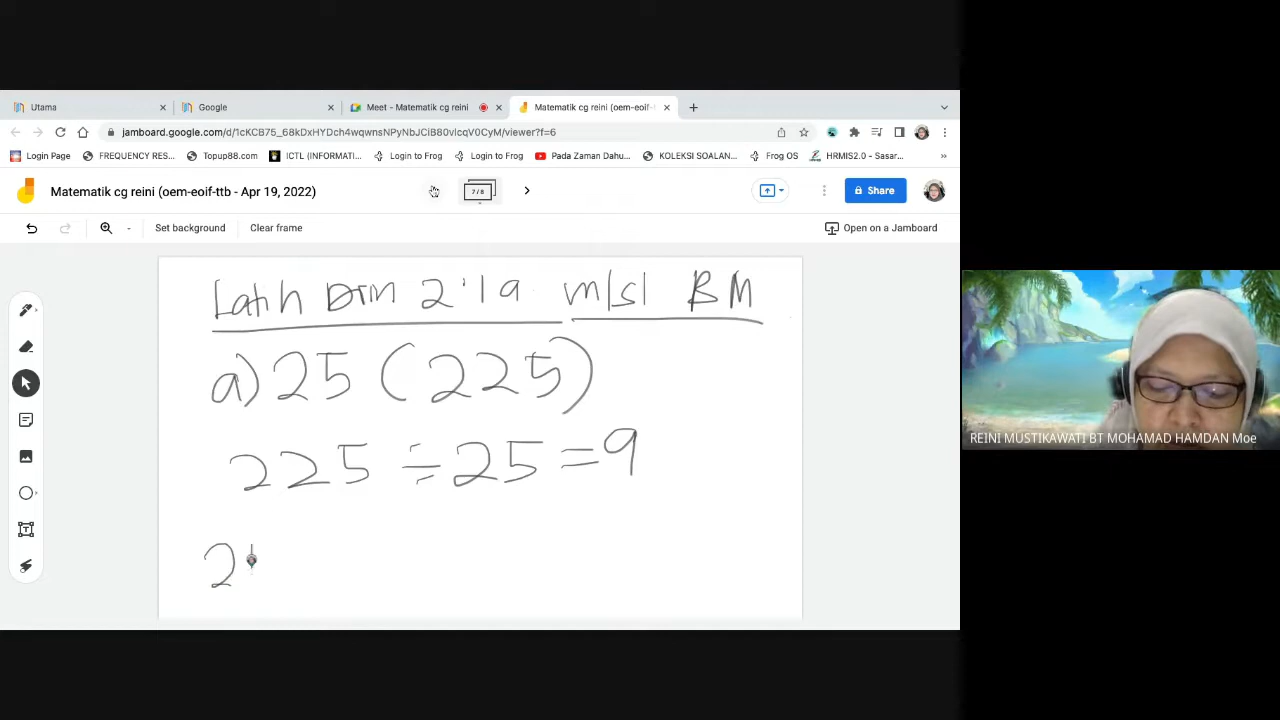 Utama
Google
Meet - Matematik cg reini
Matematik cg reini (oem-eoif-
jamboard.google.com/d/1cKCB75_68kDxHYDch4wqwnsNPyNbJCiB80vlcqV0CyM/viewer?f=6
Login Page
FREQUENCY RES...
Topup88.com
ICTL (INFORMATI...
Login to Frog
Login to Frog
Pada Zaman Dahu...
KOLEKSI SOALAN...
Frog OS
HRMIS2.0 - Sasar...
»
Matematik cg reini (oem-eoif-ttb - Apr 19, 2022)
7/8
Share
Set background
Clear frame
Open on a Jamboard
Latih 2.1a m/s1 BM
a) 25 (225)
225 ÷ 25 = 9
2
REINI MUSTIKAWATI BT MOHAMAD HAMDAN Moe